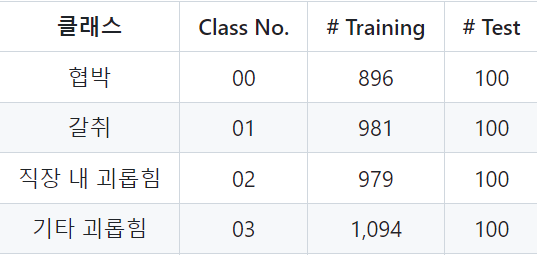 클래스 Class No. # Training # Test
협박 00 896 100
갈취 01 981 100
직장 내 괴롭힘 02 979 100
기타 괴롭힘 03 1,094 100